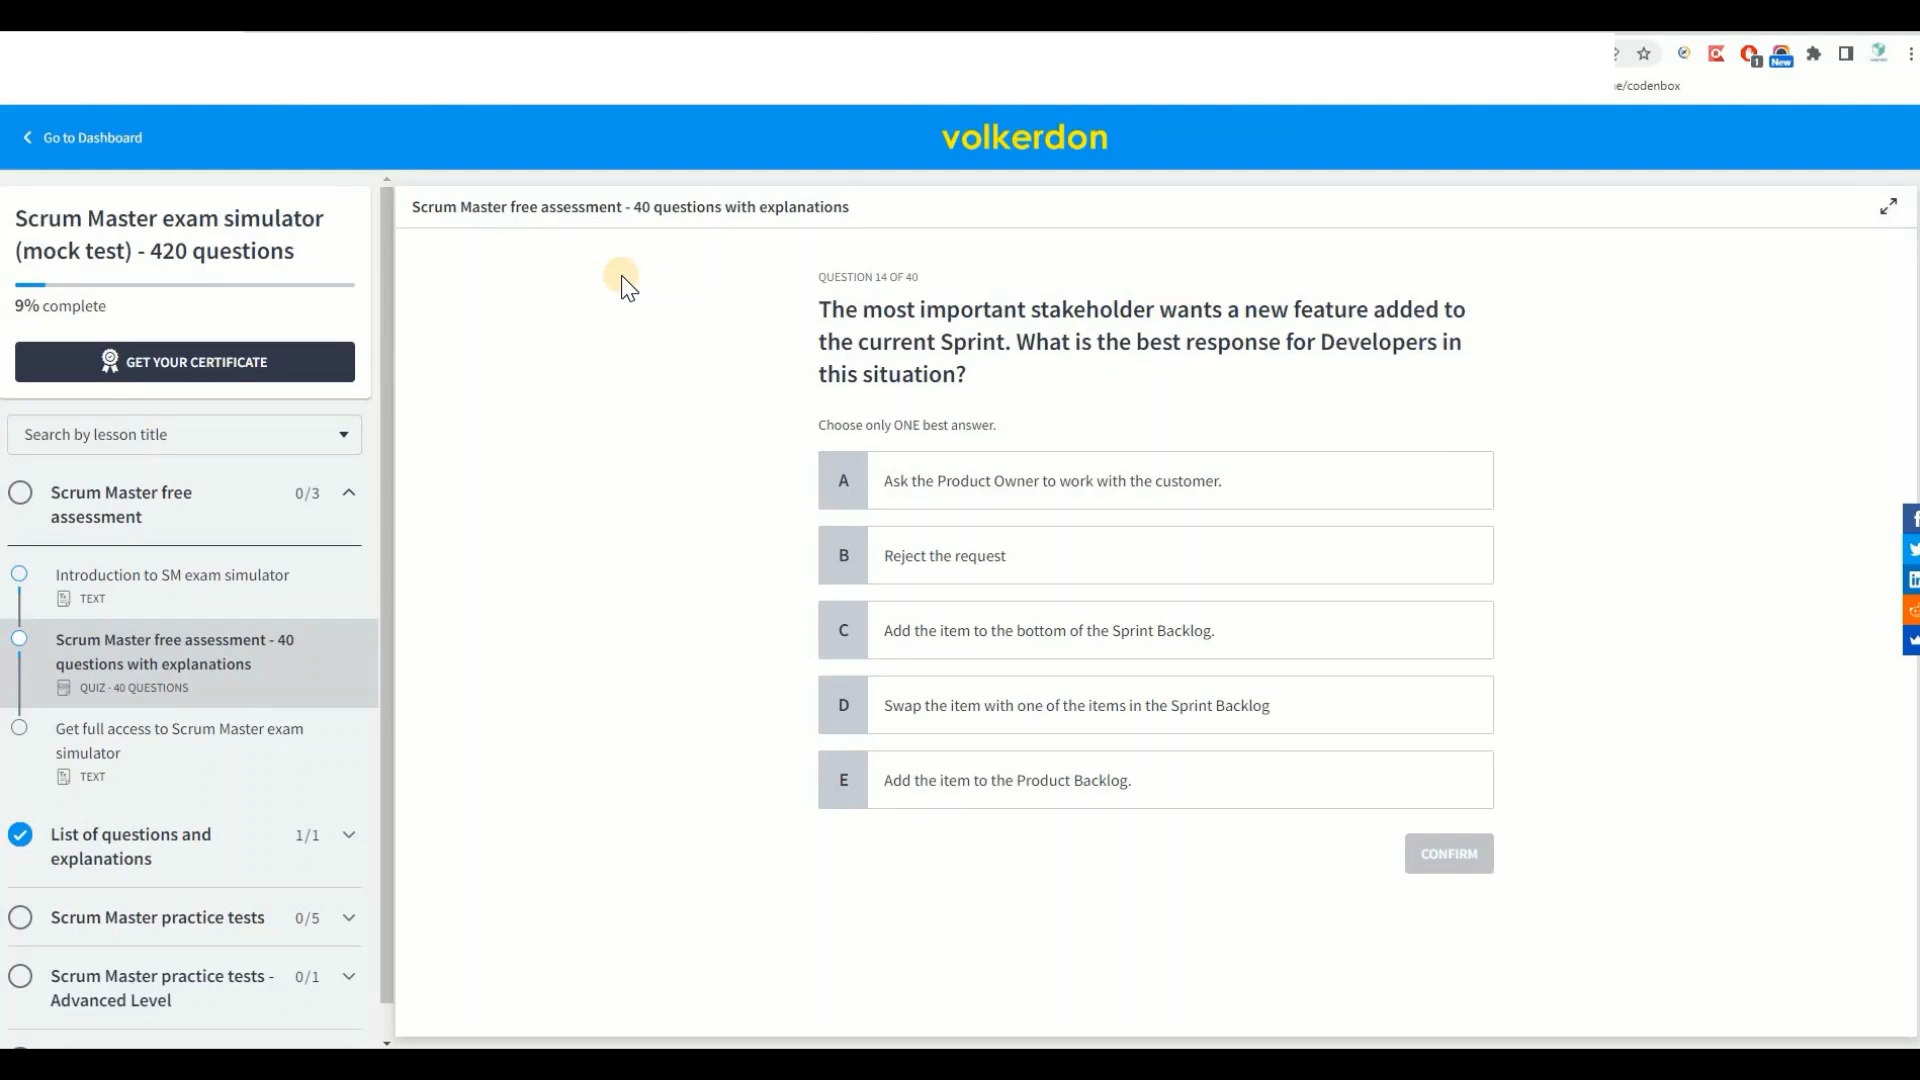 New
1
e/codenbox
Go to Dashboard
volkerdon
Scrum Master exam simulator
(mock test) - 420 questions
9% complete
GET YOUR CERTIFICATE
Search by lesson title
Scrum Master free
assessment
0/3
Introduction to SM exam simulator
TEXT
Scrum Master free assessment - 40
questions with explanations
QUIZ · 40 QUESTIONS
Get full access to Scrum Master exam
simulator
TEXT
List of questions and
explanations
1/1
Scrum Master practice tests
0/5
Scrum Master practice tests -
Advanced Level
0/1
Scrum Master free assessment - 40 questions with explanations
QUESTION 14 OF 40
The most important stakeholder wants a new feature added to
the current Sprint. What is the best response for Developers in
this situation?
Choose only ONE best answer.
A Ask the Product Owner to work with the customer.
B Reject the request
C Add the item to the bottom of the Sprint Backlog.
D Swap the item with one of the items in the Sprint Backlog
E Add the item to the Product Backlog.
CONFIRM